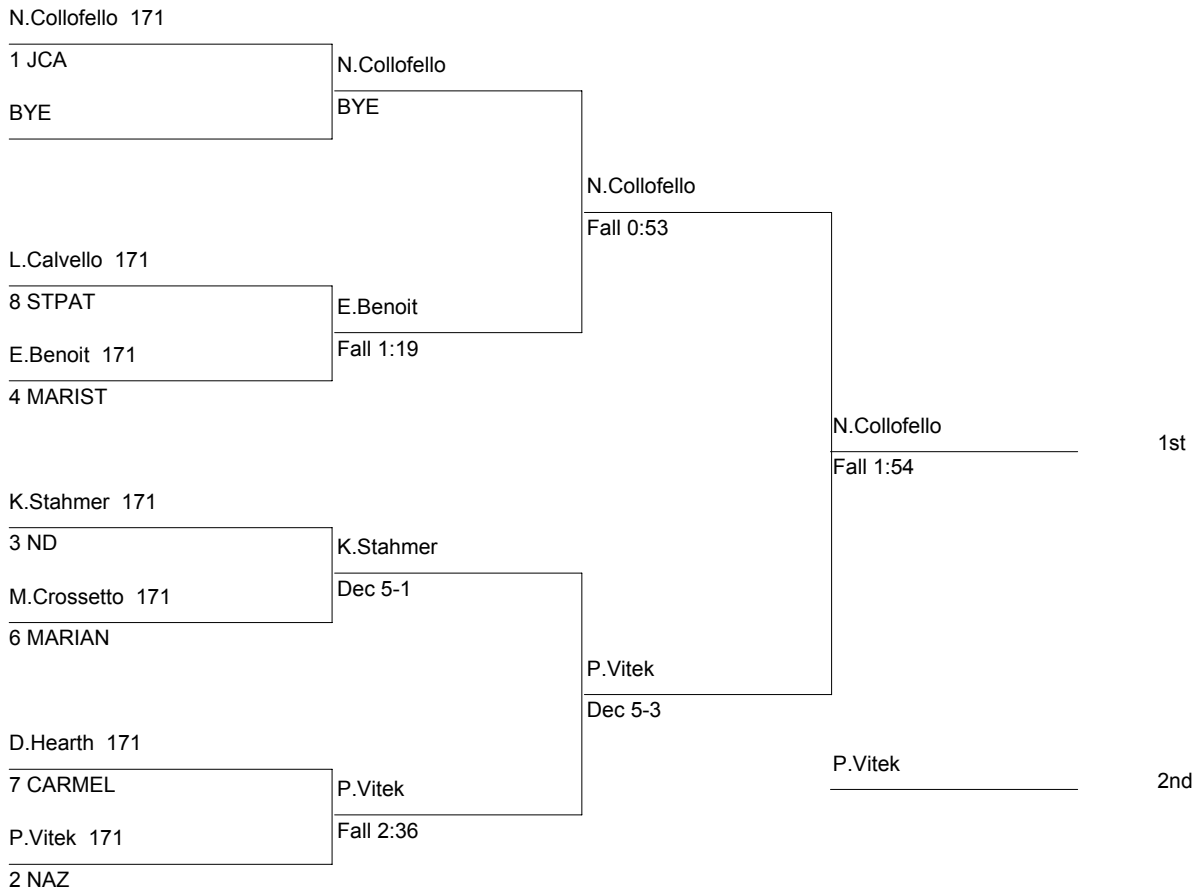 N.Collofello 171
1 JCA
N.Collofello
BYE
BYE
N.Collofello
Fall 0:53
L.Calvello 171
8 STPAT
E.Benoit
E.Benoit 171
Fall 1:19
4 MARIST
N.Collofello
1st
Fall 1:54
K.Stahmer 171
3 ND
K.Stahmer
M.Crossetto 171
Dec 5-1
6 MARIAN
P.Vitek
Dec 5-3
D.Hearth 171
7 CARMEL
P.Vitek
P.Vitek
2nd
P.Vitek 171
Fall 2:36
2 NAZ